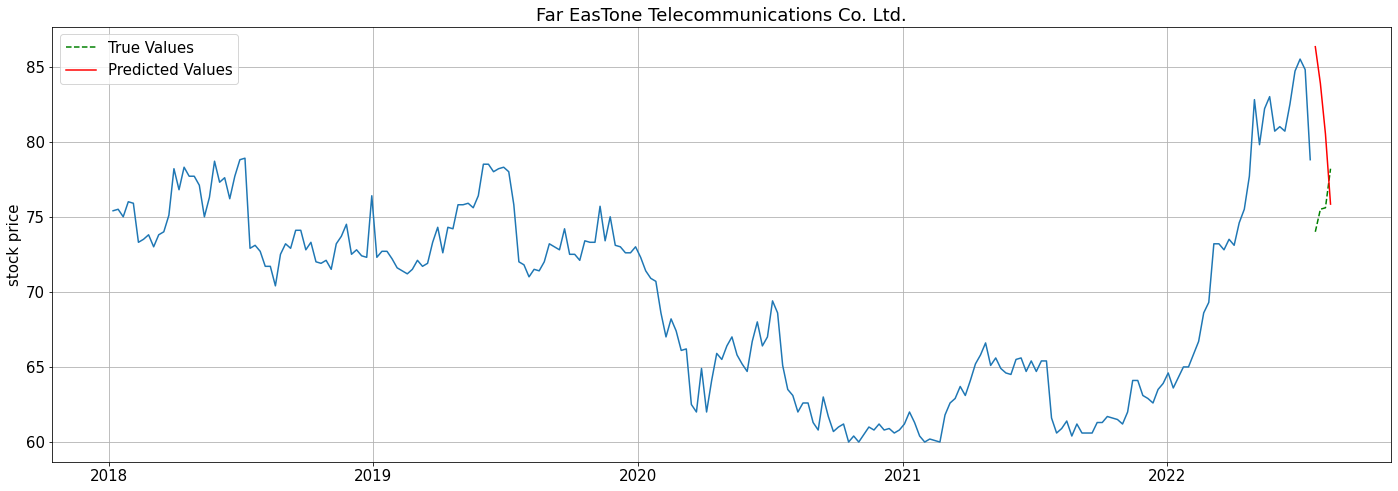 Far EasTone Telecommunications Co. Ltd.
True Values
Predicted Values
stock price
85
80
75
70
65
60
2018
2019
2020
2021
2022